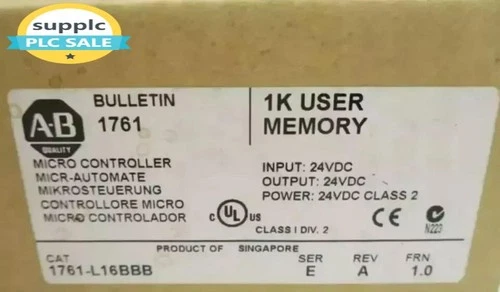 supplc
PLC SALE
A-B
QUALITY
BULLETIN
1761
1K USER
MEMORY
MICRO CONTROLLER
MICR-AUTOMATE
MIKROSTEUERUNG
CONTROLLORE MICRO
MICRO CONTROLADOR
INPUT: 24VDC
OUTPUT: 24VDC
POWER: 24VDC CLASS 2
C UL US
CLASS I DIV. 2
CE
N223
PRODUCT OF SINGAPORE
CAT SER REV FRN
1761-L16BBB E A 1.0